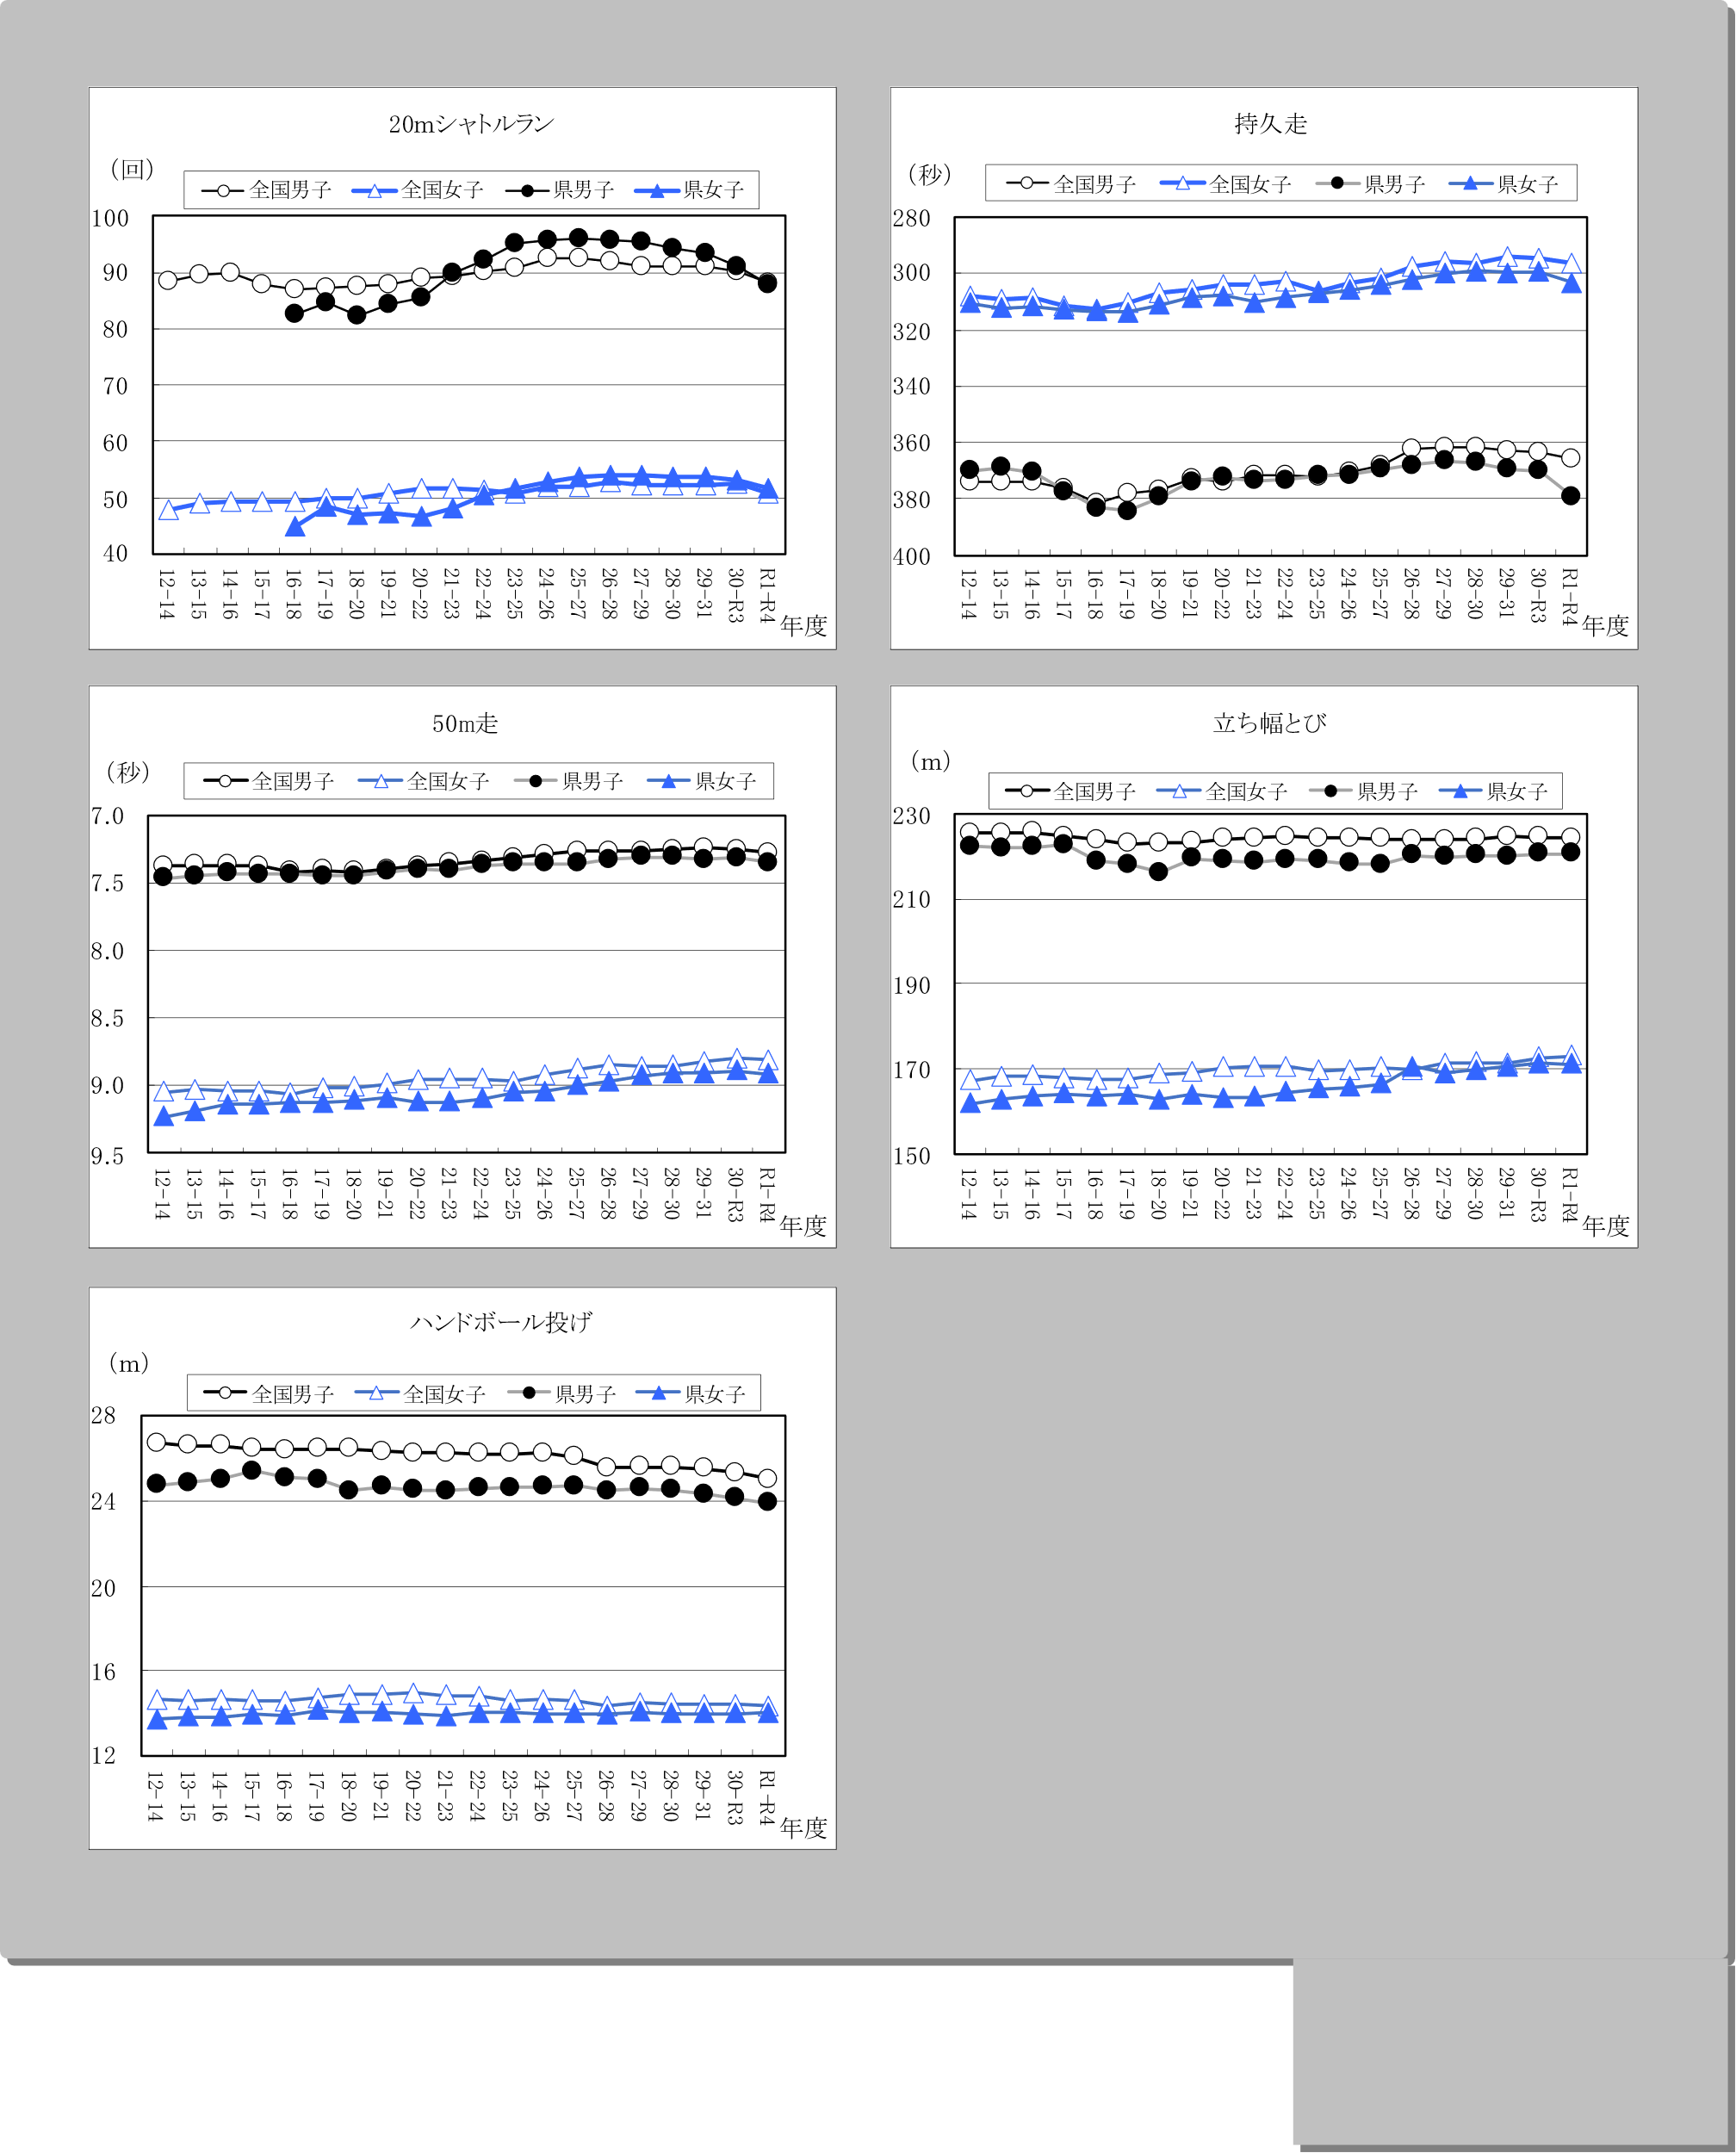 20mシャトルラン
（回）
全国男子 全国女子 県男子 県女子
100
90
80
70
60
50
40
12-14 13-15 14-16 15-17 16-18 17-19 18-20 19-21 20-22 21-23 22-24 23-25 24-26 25-27 26-28 27-29 28-30 29-31 30-R3 R1-R4
年度
持久走
（秒）
全国男子 全国女子 県男子 県女子
280
300
320
340
360
380
400
12-14 13-15 14-16 15-17 16-18 17-19 18-20 19-21 20-22 21-23 22-24 23-25 24-26 25-27 26-28 27-29 28-30 29-31 30-R3 R1-R4
年度
50m走
（秒）
全国男子 全国女子 県男子 県女子
7.0
7.5
8.0
8.5
9.0
9.5
12-14 13-15 14-16 15-17 16-18 17-19 18-20 19-21 20-22 21-23 22-24 23-25 24-26 25-27 26-28 27-29 28-30 29-31 30-R3 R1-R4
年度
立ち幅とび
（m）
全国男子 全国女子 県男子 県女子
230
210
190
170
150
12-14 13-15 14-16 15-17 16-18 17-19 18-20 19-21 20-22 21-23 22-24 23-25 24-26 25-27 26-28 27-29 28-30 29-31 30-R3 R1-R4
年度
ハンドボール投げ
（m）
全国男子 全国女子 県男子 県女子
28
24
20
16
12
12-14 13-15 14-16 15-17 16-18 17-19 18-20 19-21 20-22 21-23 22-24 23-25 24-26 25-27 26-28 27-29 28-30 29-31 30-R3 R1-R4
年度